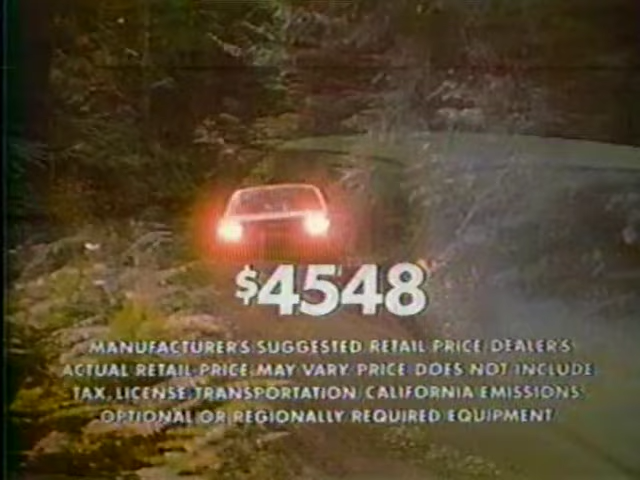 $4548
MANUFACTURER'S SUGGESTED RETAIL PRICE DEALER'S
ACTUAL RETAIL PRICE MAY VARY PRICE DOES NOT INCLUDE
TAX, LICENSE, TRANSPORTATION, CALIFORNIA EMISSIONS,
OPTIONAL OR REGIONALLY REQUIRED EQUIPMENT